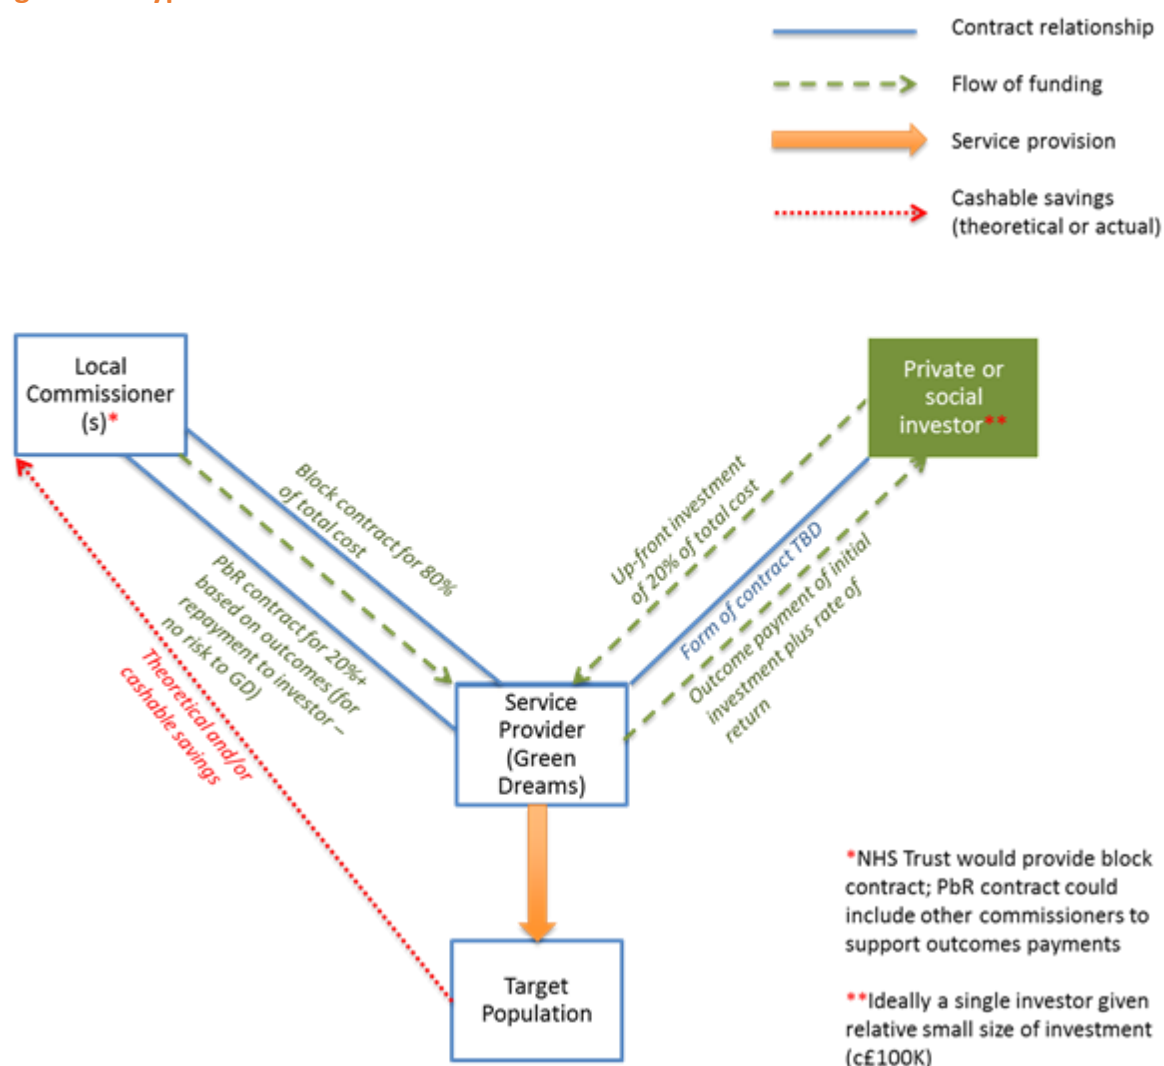 Contract relationship
Flow of funding
Service provision
Cashable savings
(theoretical or actual)
Local
Commissioner
(s)*
Private or
social
investor**
Block contract for 80%
of total cost
PbR contract for 20%+
based on outcomes (for
repayment to investor –
no risk to GD)
Theoretical and/or
cashable savings
Up-front investment
of 20% of total cost
Form of contract TBD
Outcome payment of initial
investment plus rate of
return
Service
Provider
(Green
Dreams)
Target
Population
*NHS Trust would provide block
contract; PbR contract could
include other commissioners to
support outcomes payments
**Ideally a single investor given
relative small size of investment
(c£100K)